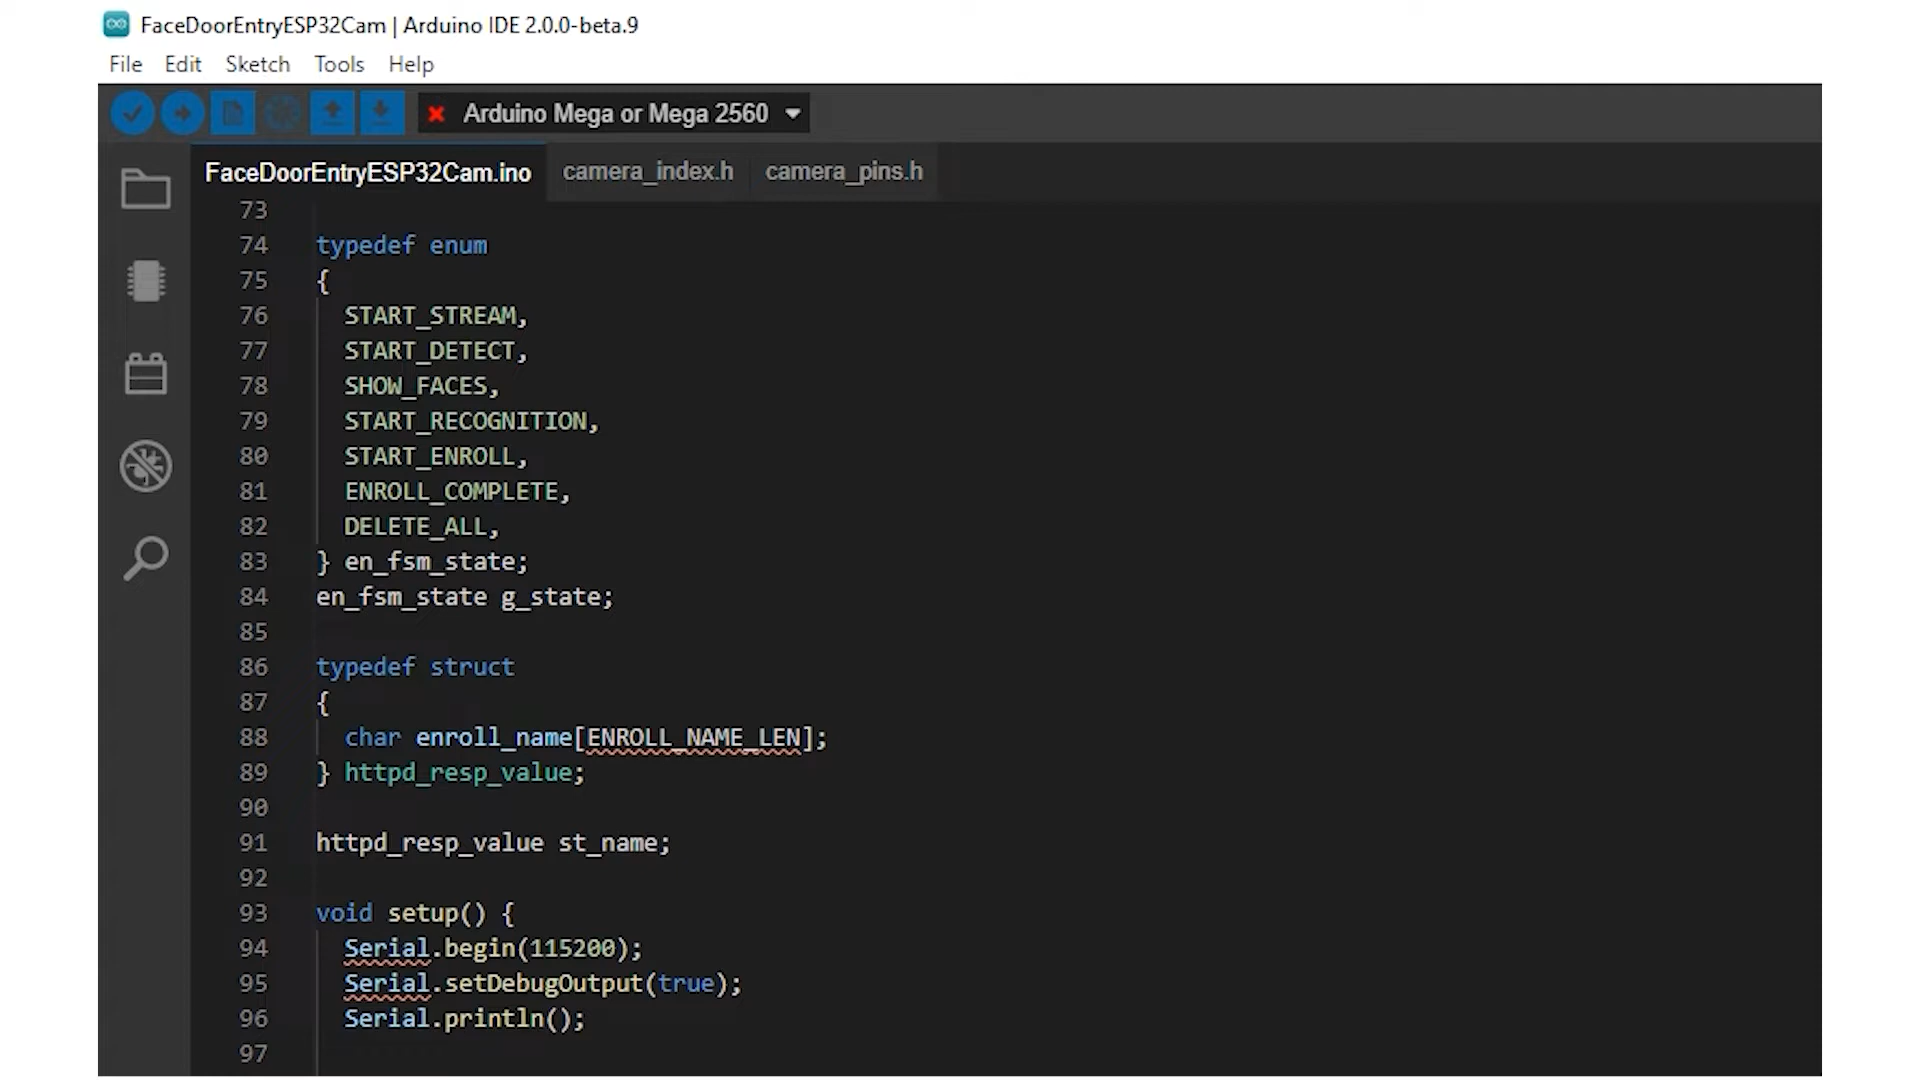 FaceDoorEntryESP32Cam | Arduino IDE 2.0.0-beta.9
File Edit Sketch Tools Help
Arduino Mega or Mega 2560
FaceDoorEntryESP32Cam.ino camera_index.h camera_pins.h
73
74 typedef enum
75 {
76 START_STREAM,
77 START_DETECT,
78 SHOW_FACES,
79 START_RECOGNITION,
80 START_ENROLL,
81 ENROLL_COMPLETE,
82 DELETE_ALL,
83 } en_fsm_state;
84 en_fsm_state g_state;
85
86 typedef struct
87 {
88 char enroll_name[ENROLL_NAME_LEN];
89 } httpd_resp_value;
90
91 httpd_resp_value st_name;
92
93 void setup() {
94 Serial.begin(115200);
95 Serial.setDebugOutput(true);
96 Serial.println();
97